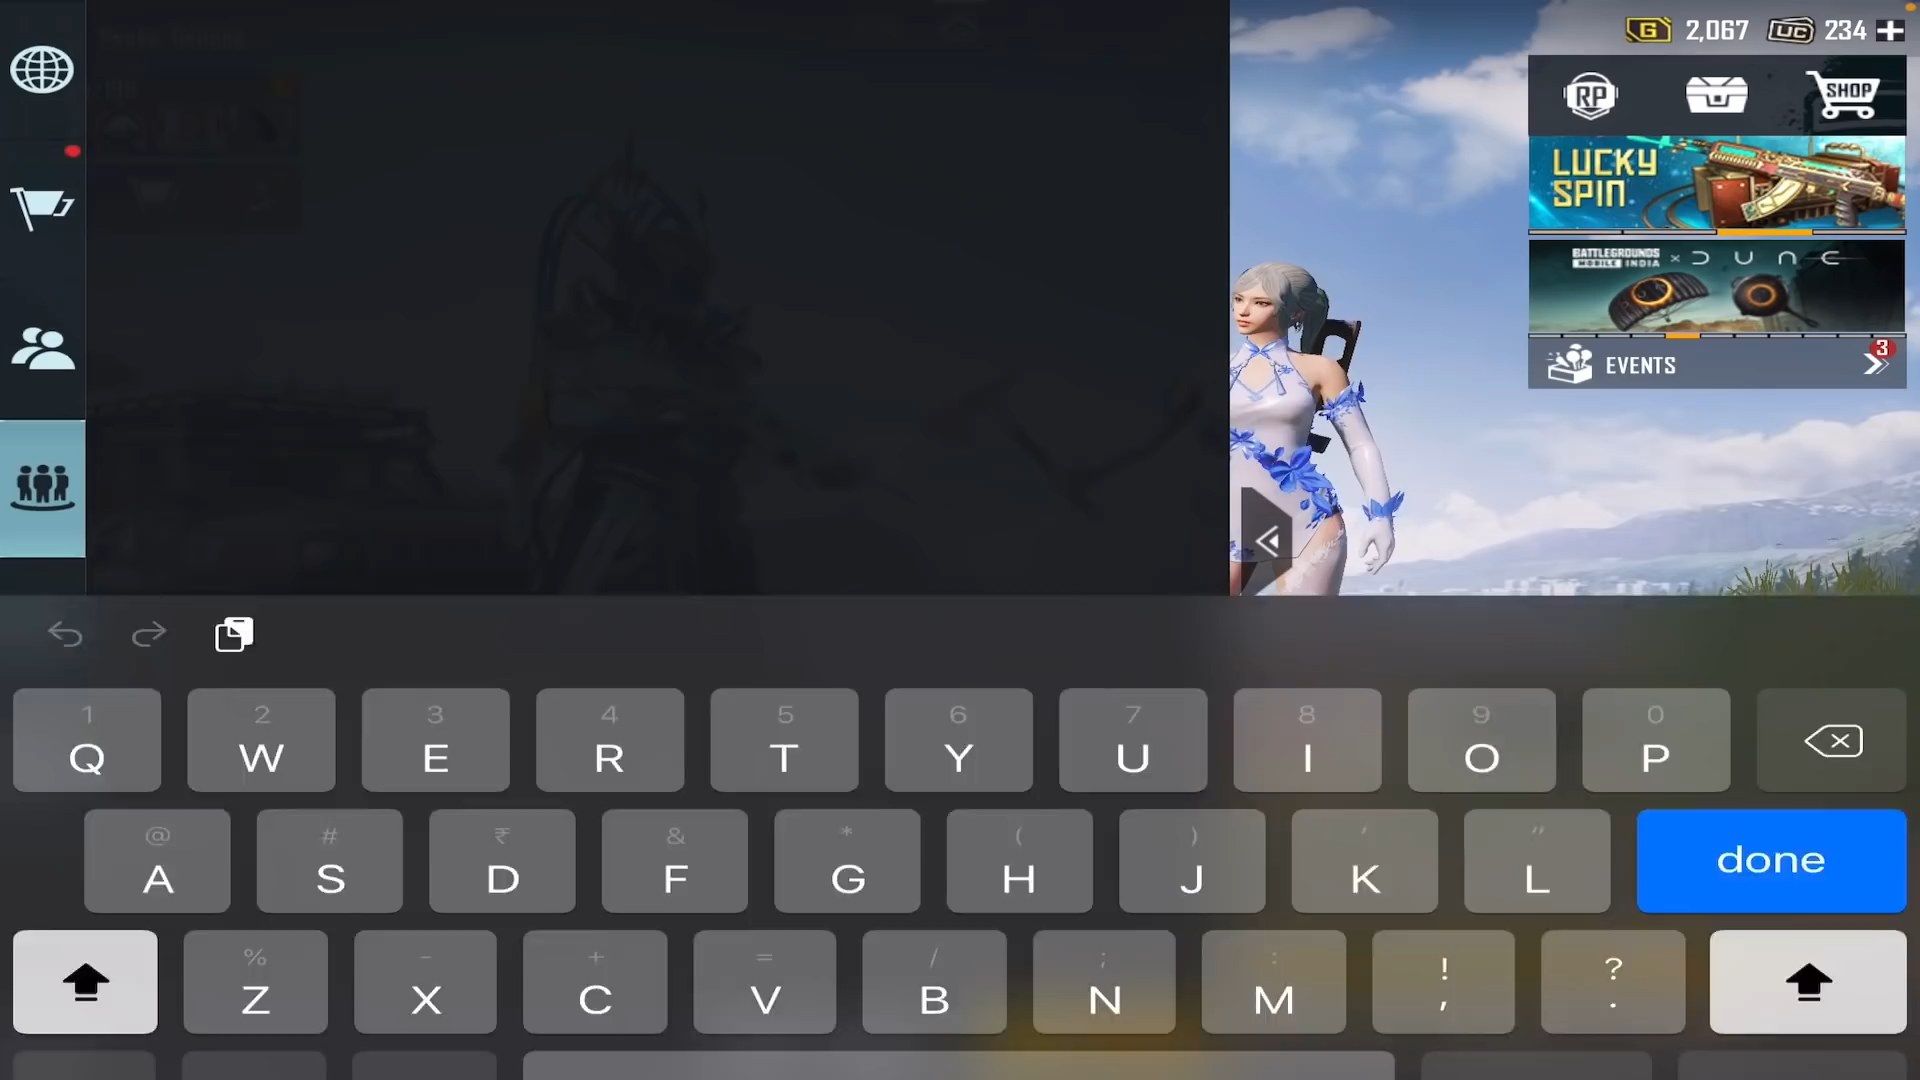 G 2,067 UC 234
RP
SHOP
LUCKY
SPIN
BATTLEGROUNDS
MOBILE INDIA × DUNE
EVENTS
3
1 2 3 4 5 6 7 8 9 0
Q W E R T Y U I O P
@ # ₹ & * ( ) ' "
A S D F G H J K L done
% - + = / ; : ! ?
Z X C V B N M , .